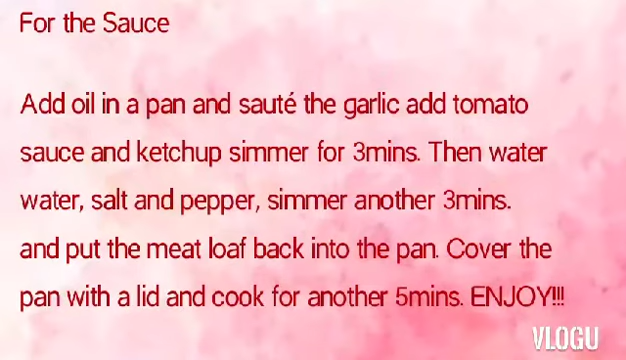 For the Sauce
Add oil in a pan and sauté the garlic add tomato
sauce and ketchup simmer for 3mins. Then water
water, salt and pepper, simmer another 3mins.
and put the meat loaf back into the pan. Cover the
pan with a lid and cook for another 5mins. ENJOY!!!
VLOGU